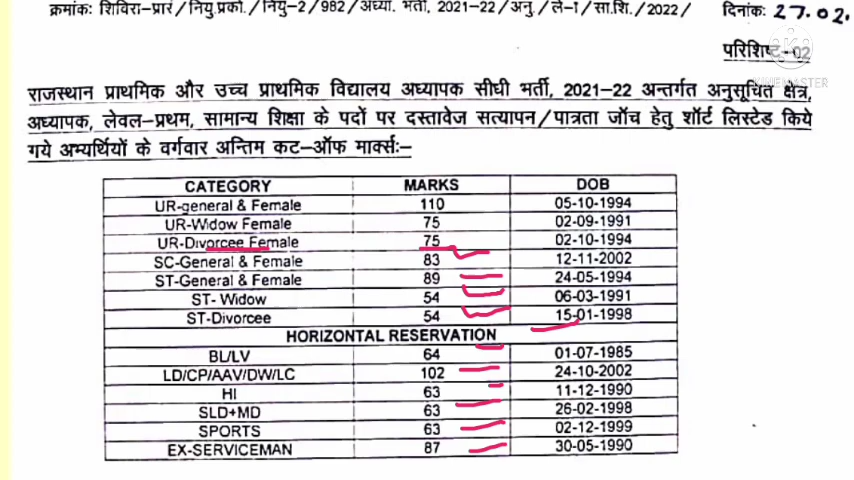 क्रमांकः शिविरा-प्रारं/नियु.प्रको./नियु-2/982/अध्या. भर्ती, 2021-22/अनु./ले-1/सा.शि./2022/ दिनांकः 27.02.
परिशिष्ट-02
KINEMASTER
राजस्थान प्राथमिक और उच्च प्राथमिक विद्यालय अध्यापक सीधी भर्ती, 2021-22 अन्तर्गत अनुसूचित क्षेत्र,
अध्यापक, लेवल-प्रथम, सामान्य शिक्षा के पदों पर दस्तावेज सत्यापन/पात्रता जॉच हेतु शॉर्ट लिस्टेड किये
गये अभ्यर्थियों के वर्गवार अन्तिम कट-ऑफ मार्क्सः-
CATEGORY MARKS DOB
UR-general & Female 110 05-10-1994
UR-Widow Female 75 02-09-1991
UR-Divorcee Female 75 02-10-1994
SC-General & Female 83 12-11-2002
ST-General & Female 89 24-05-1994
ST- Widow 54 06-03-1991
ST-Divorcee 54 15-01-1998
HORIZONTAL RESERVATION
BL/LV 64 01-07-1985
LD/CP/AAV/DW/LC 102 24-10-2002
HI 63 11-12-1990
SLD+MD 63 26-02-1998
SPORTS 63 02-12-1999
EX-SERVICEMAN 87 30-05-1990